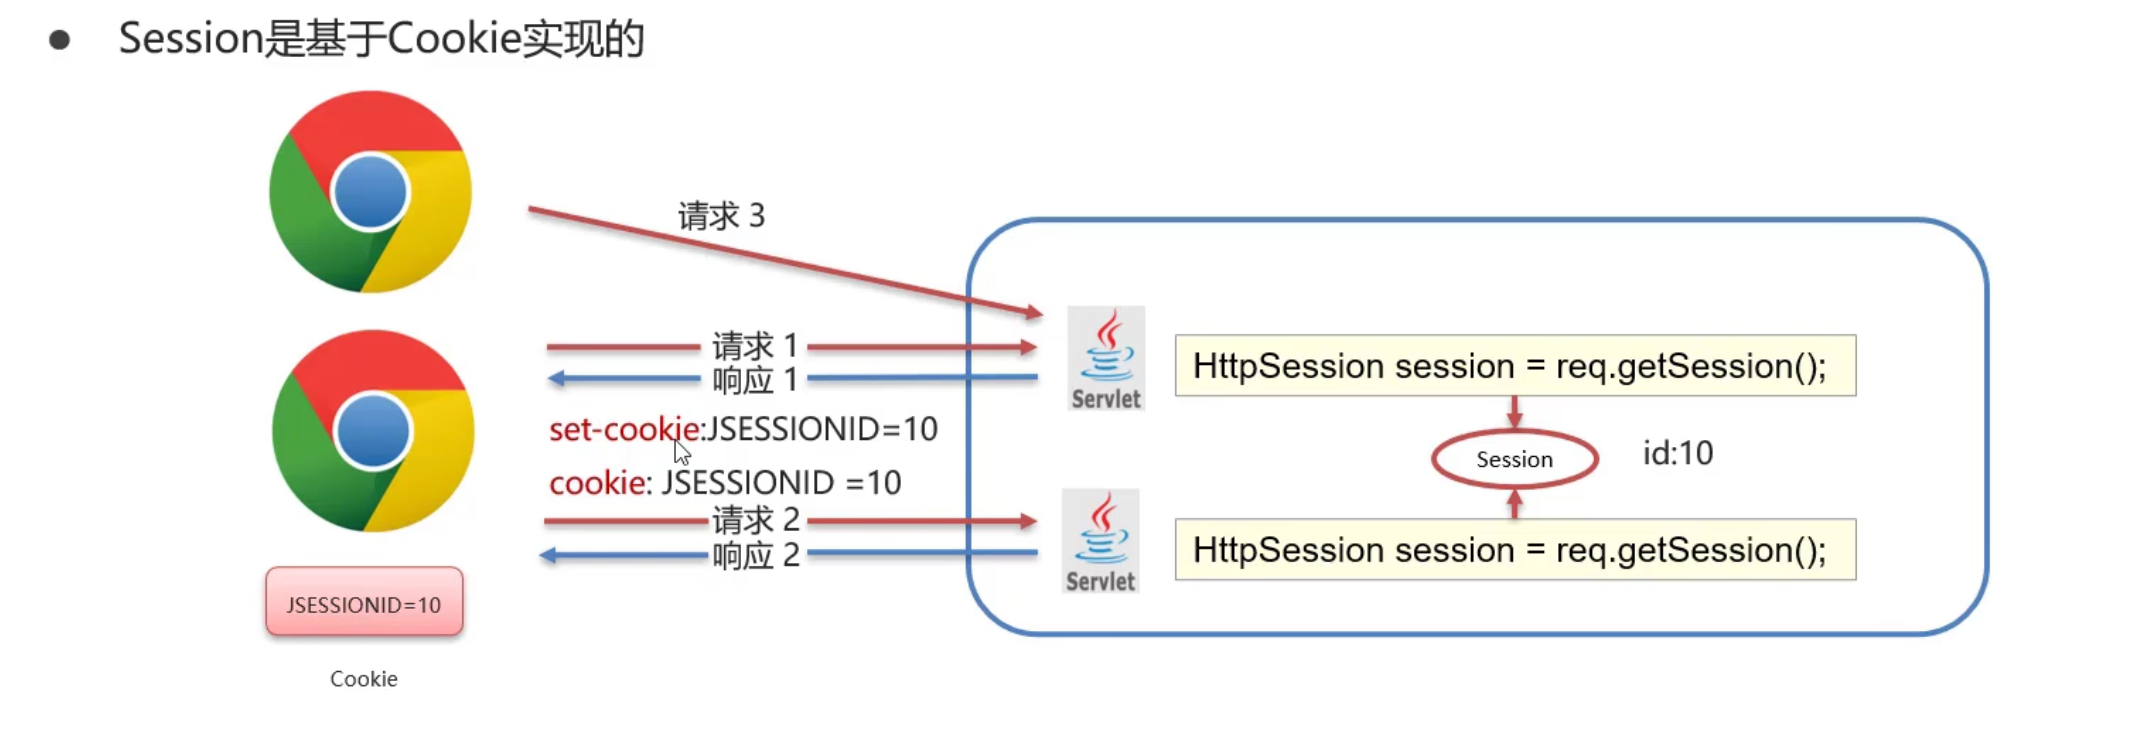 ● Session是基于Cookie实现的
请求 3
请求 1
响应 1
set-cookie:JSESSIONID=10
cookie: JSESSIONID =10
请求 2
响应 2
JSESSIONID=10
Cookie
Servlet
HttpSession session = req.getSession();
Session
id:10
Servlet
HttpSession session = req.getSession();